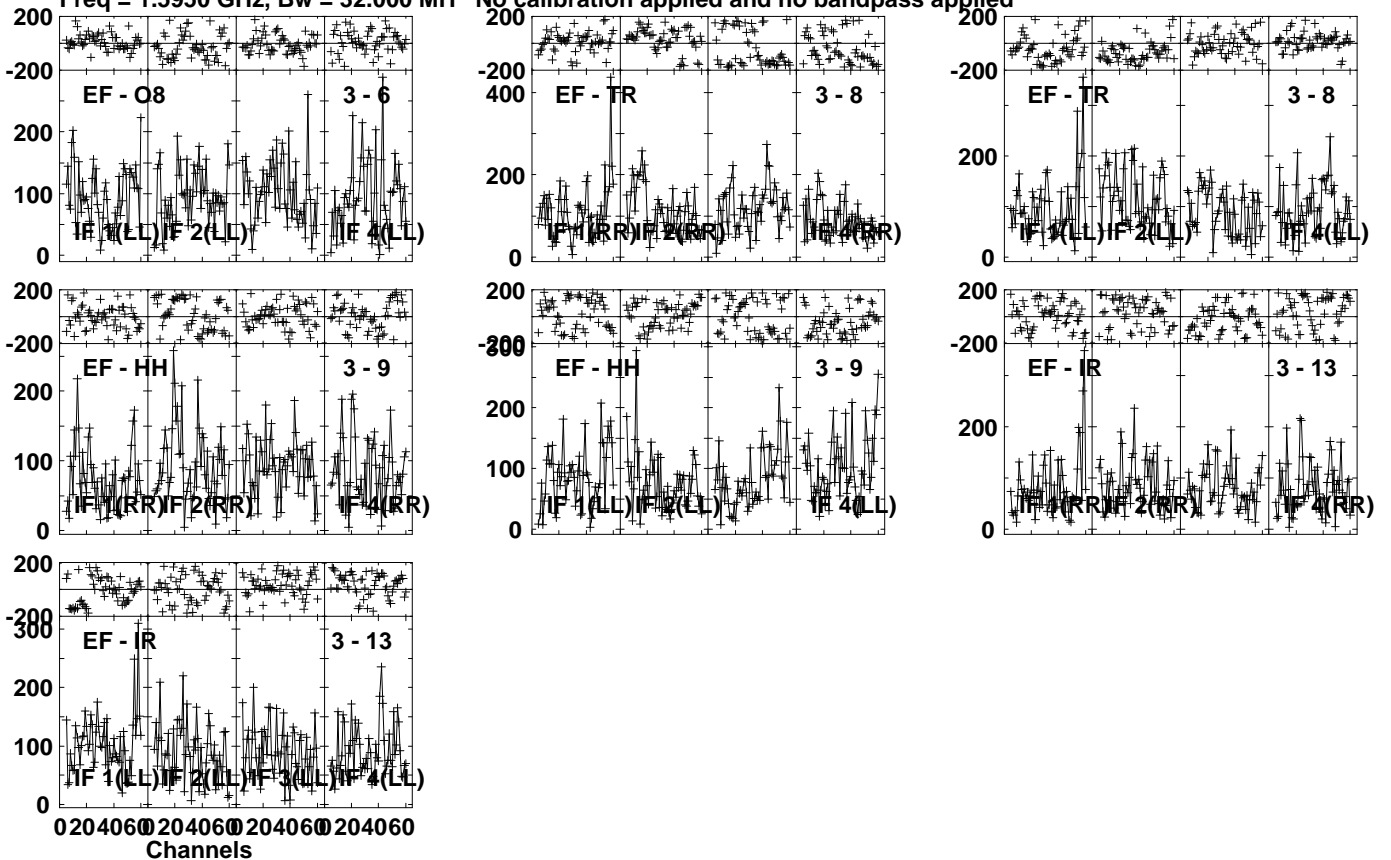 Freq = 1.5950 GHz, Bw = 32.000 MH No calibration applied and no bandpass applied
200 200 200
-200 -200 -200
EF - O8 3 - 6 EF - TR 3 - 8 EF - TR 3 - 8
200 400 200
100 200
IF 1(LL) IF 2(LL) IF 4(LL) IF 1(RR) IF 2(RR) IF 4(RR) IF 1(LL) IF 2(LL) IF 4(LL)
0 0 0
200 200 200
-200 -200 -200
300
EF - HH 3 - 9 EF - HH 3 - 9 EF - IR 3 - 13
200 200 200
100 100
IF 1(RR) IF 2(RR) IF 4(RR) IF 1(LL) IF 2(LL) IF 4(LL) IF 1(RR) IF 2(RR) IF 4(RR)
0 0 0
200
-200
300
EF - IR 3 - 13
200
100
IF 1(LL) IF 2(LL) IF 3(LL) IF 4(LL)
0
0 20 40 60 0 20 40 60 0 20 40 60 0 20 40 60
Channels